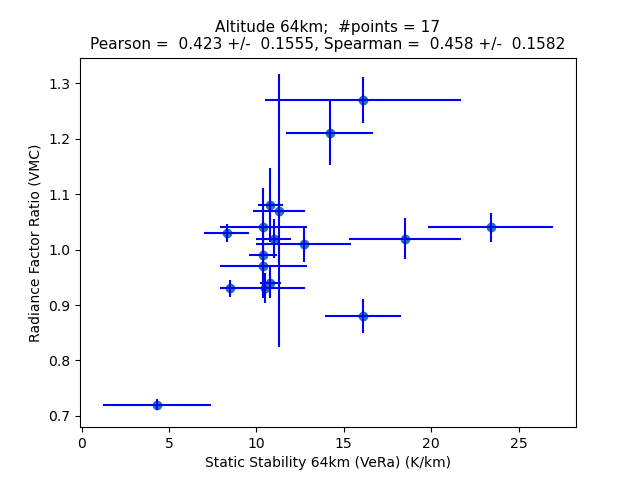 Altitude 64km;  #points = 17
Pearson =  0.423 +/-  0.1555, Spearman =  0.458 +/-  0.1582
1.3
1.2
1.1
1.0
0.9
0.8
0.7
Radiance Factor Ratio (VMC)
0 5 10 15 20 25
Static Stability 64km (VeRa) (K/km)